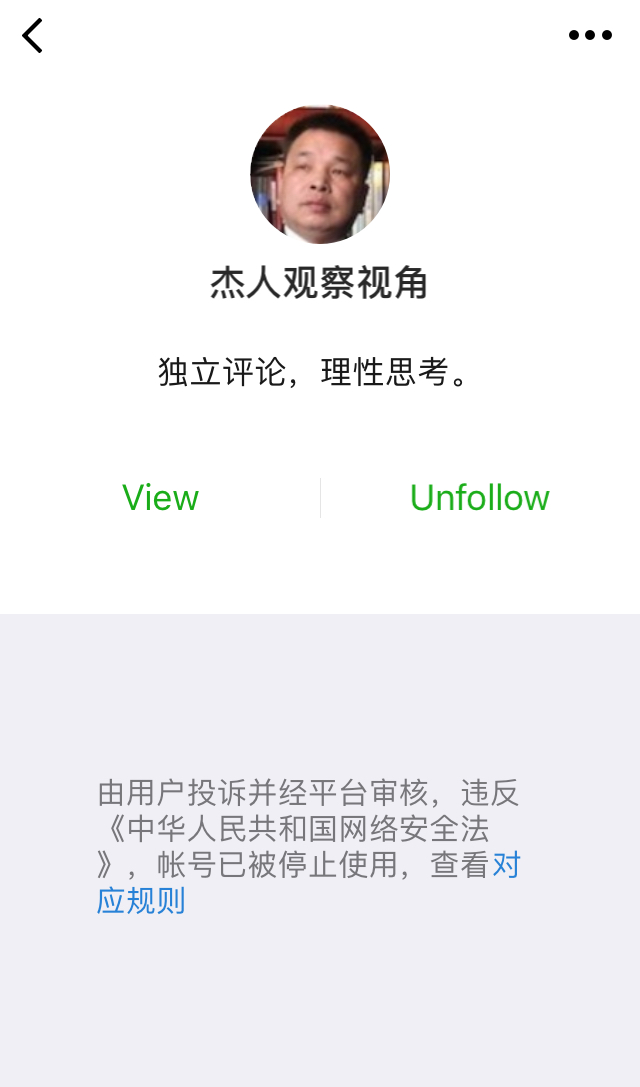 杰人观察视角
独立评论，理性思考。
View
Unfollow
由用户投诉并经平台审核，违反
《中华人民共和国网络安全法
》，帐号已被停止使用，查看对
应规则